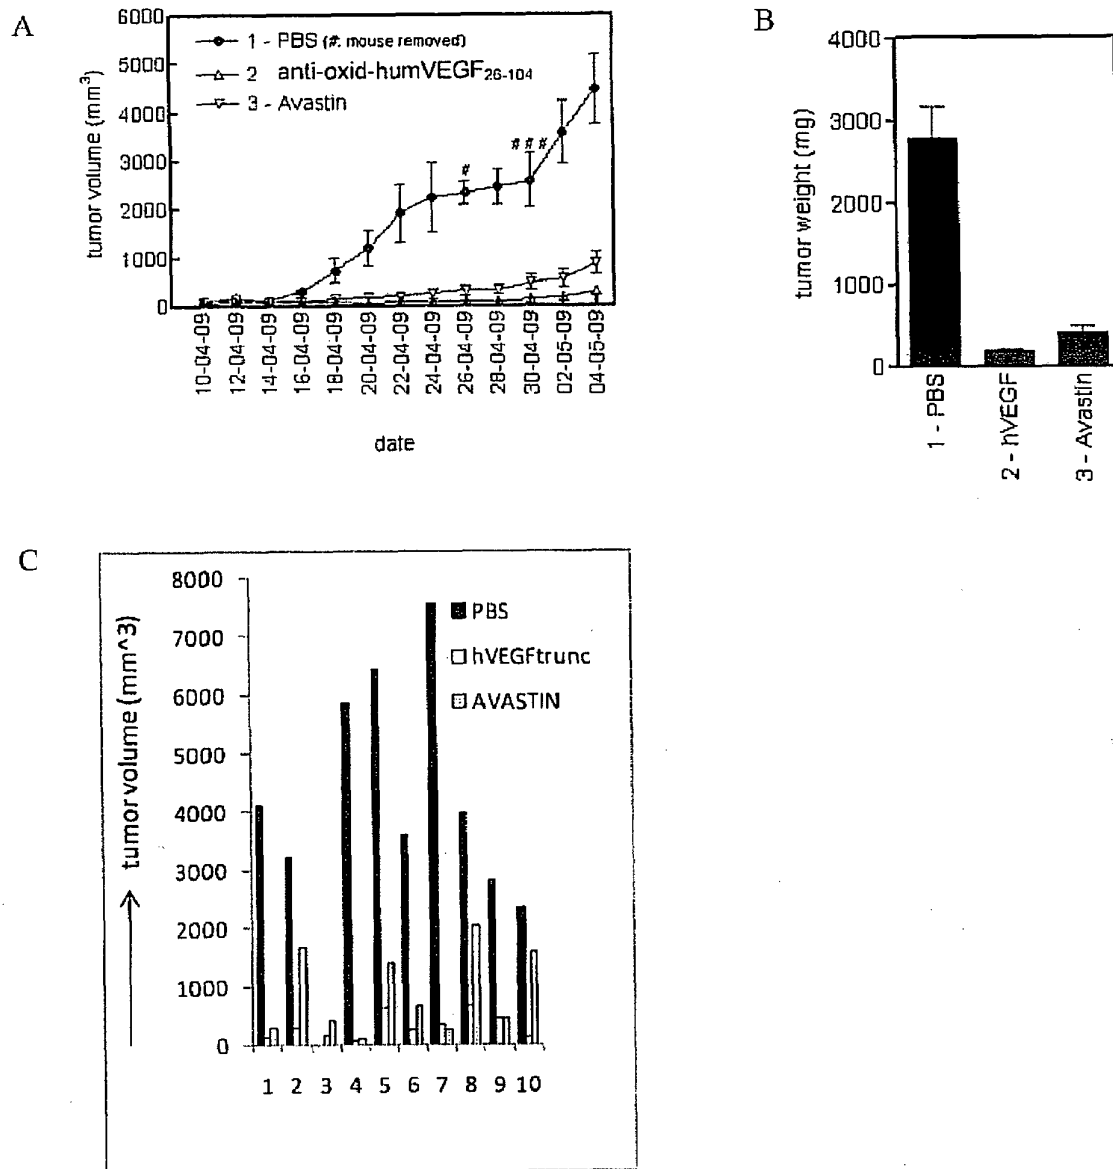 A
6000
5000
4000
3000
2000
1000
0
tumor volume (mm³)
1 - PBS (#: mouse removed)
2 anti-oxid-humVEGF26-104
3 - Avastin
#
# # #
10-04-09
12-04-09
14-04-09
16-04-09
18-04-09
20-04-09
22-04-09
24-04-09
26-04-09
28-04-09
30-04-09
02-05-09
04-05-09
date
B
4000
3000
2000
1000
0
tumor weight (mg)
1 - PBS
2 - hVEGF
3 - Avastin
C
8000
7000
6000
5000
4000
3000
2000
1000
0
tumor volume (mm^3)
PBS
hVEGFtrunc
AVASTIN
1 2 3 4 5 6 7 8 9 10